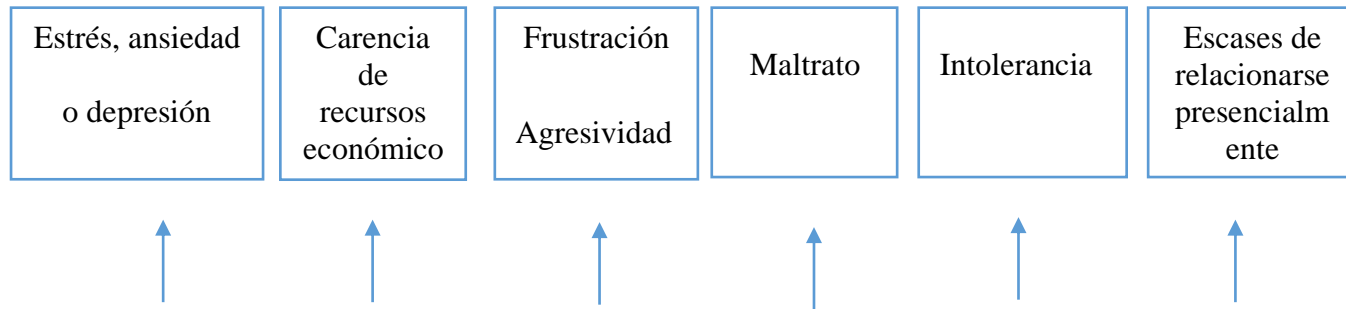 Estrés, ansiedad
o depresión
Carencia
de
recursos
económico
Frustración
Agresividad
Maltrato
Intolerancia
Escases de
relacionarse
presencialm
ente